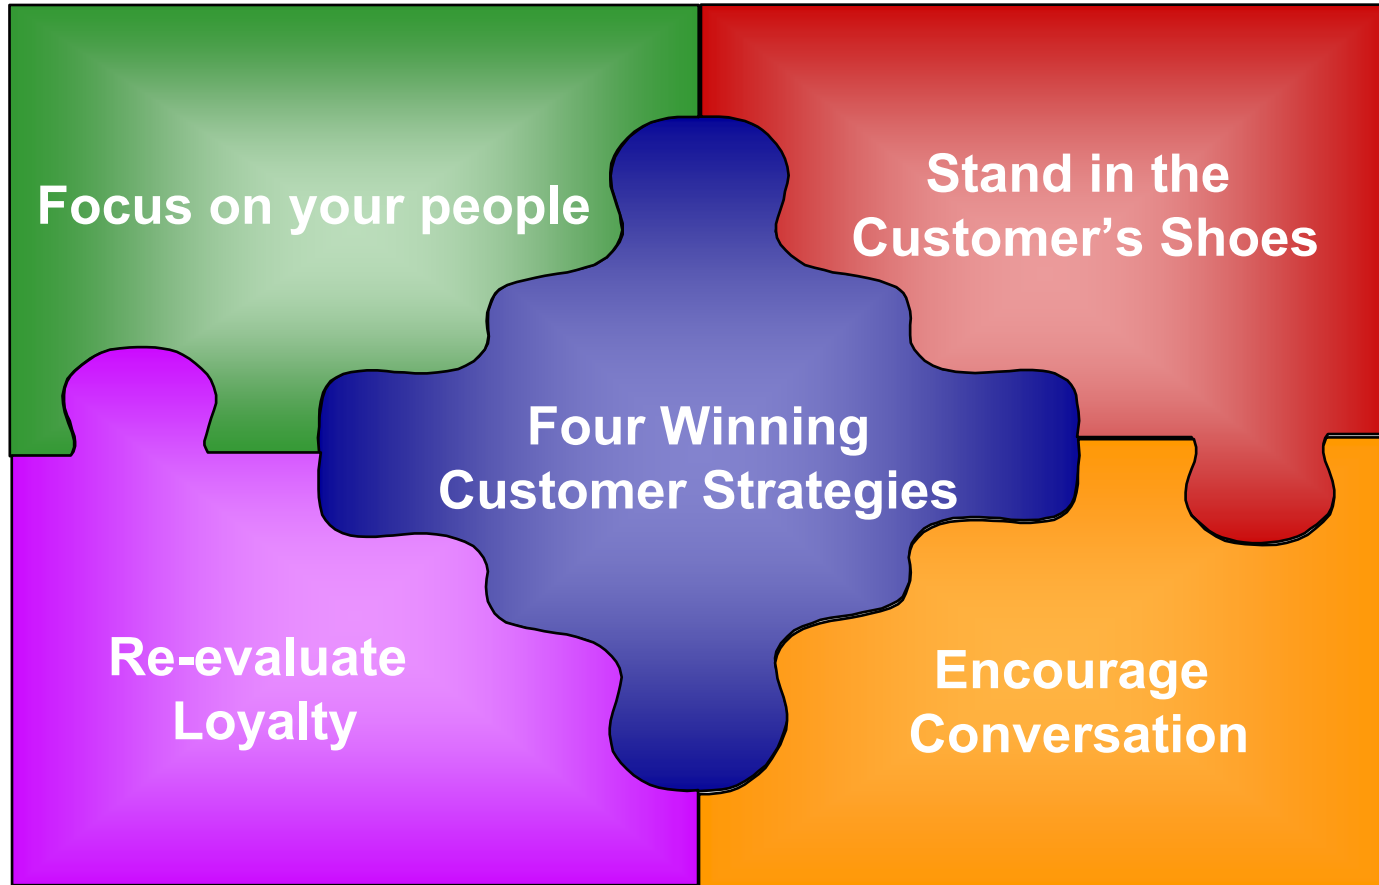 Focus on your people
Stand in the
Customer’s Shoes
Four Winning
Customer Strategies
Re-evaluate
Loyalty
Encourage
Conversation